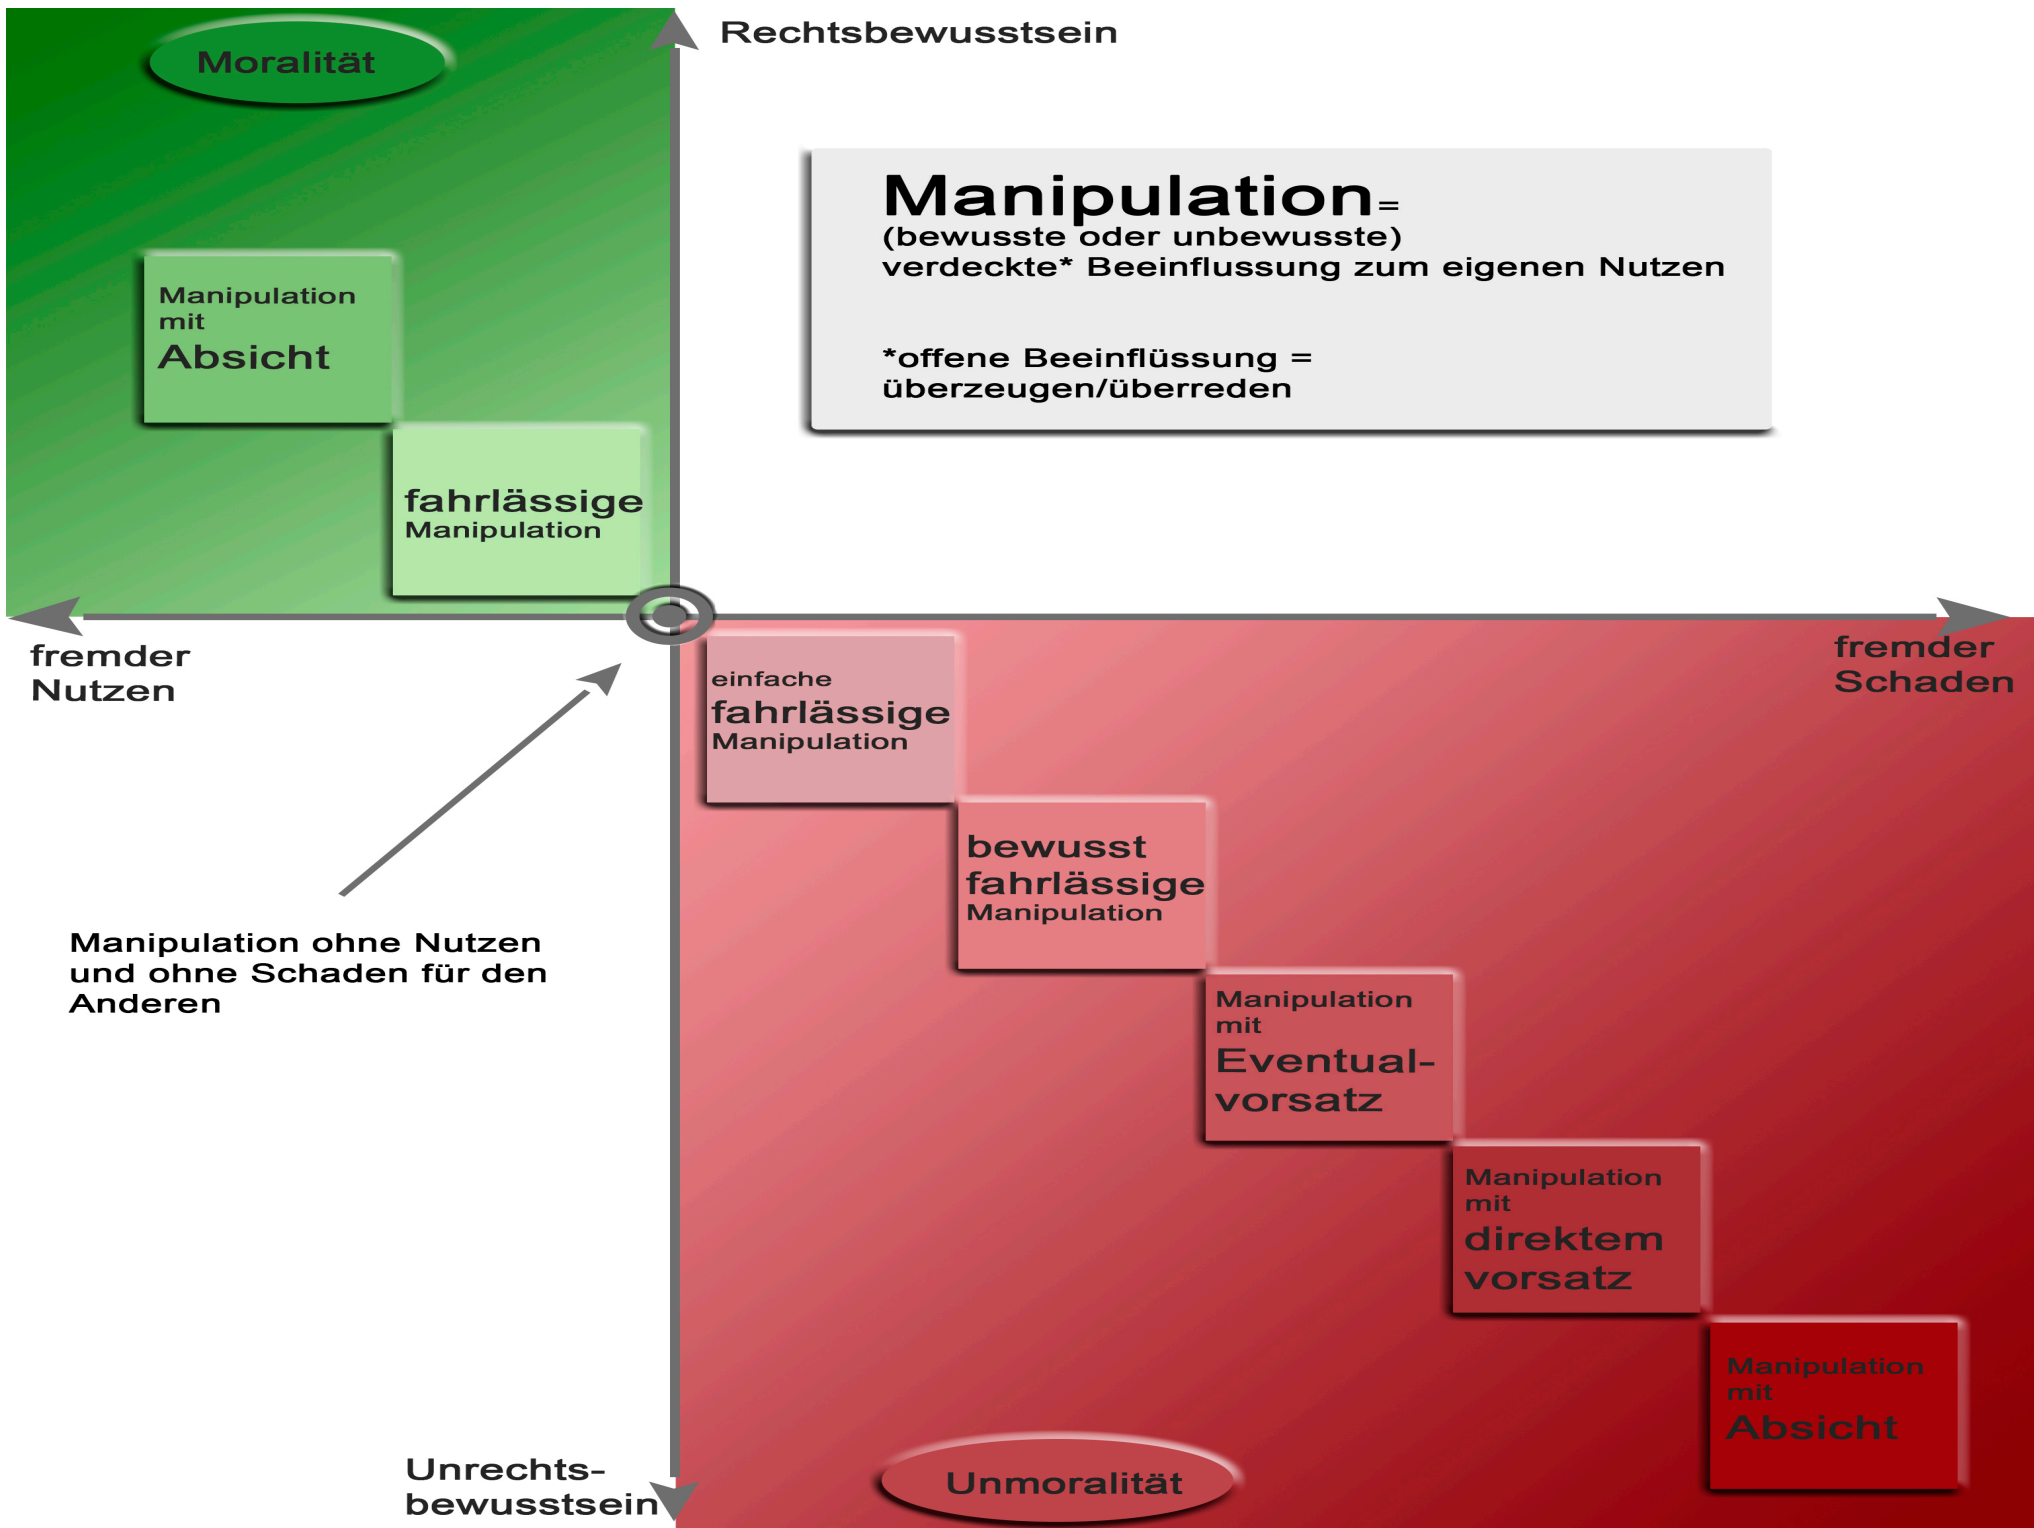 Moralität
Rechtsbewusstsein
Manipulation=
(bewusste oder unbewusste)
verdeckte* Beeinflussung zum eigenen Nutzen
*offene Beeinflüssung =
überzeugen/überreden
Manipulation
mit
Absicht
fahrlässige
Manipulation
fremder
Nutzen
fremder
Schaden
einfache
fahrlässige
Manipulation
bewusst
fahrlässige
Manipulation
Manipulation ohne Nutzen
und ohne Schaden für den
Anderen
Manipulation
mit
Eventual-
vorsatz
Manipulation
mit
direktem
vorsatz
Manipulation
mit
Absicht
Unrechts-
bewusstsein
Unmoralität